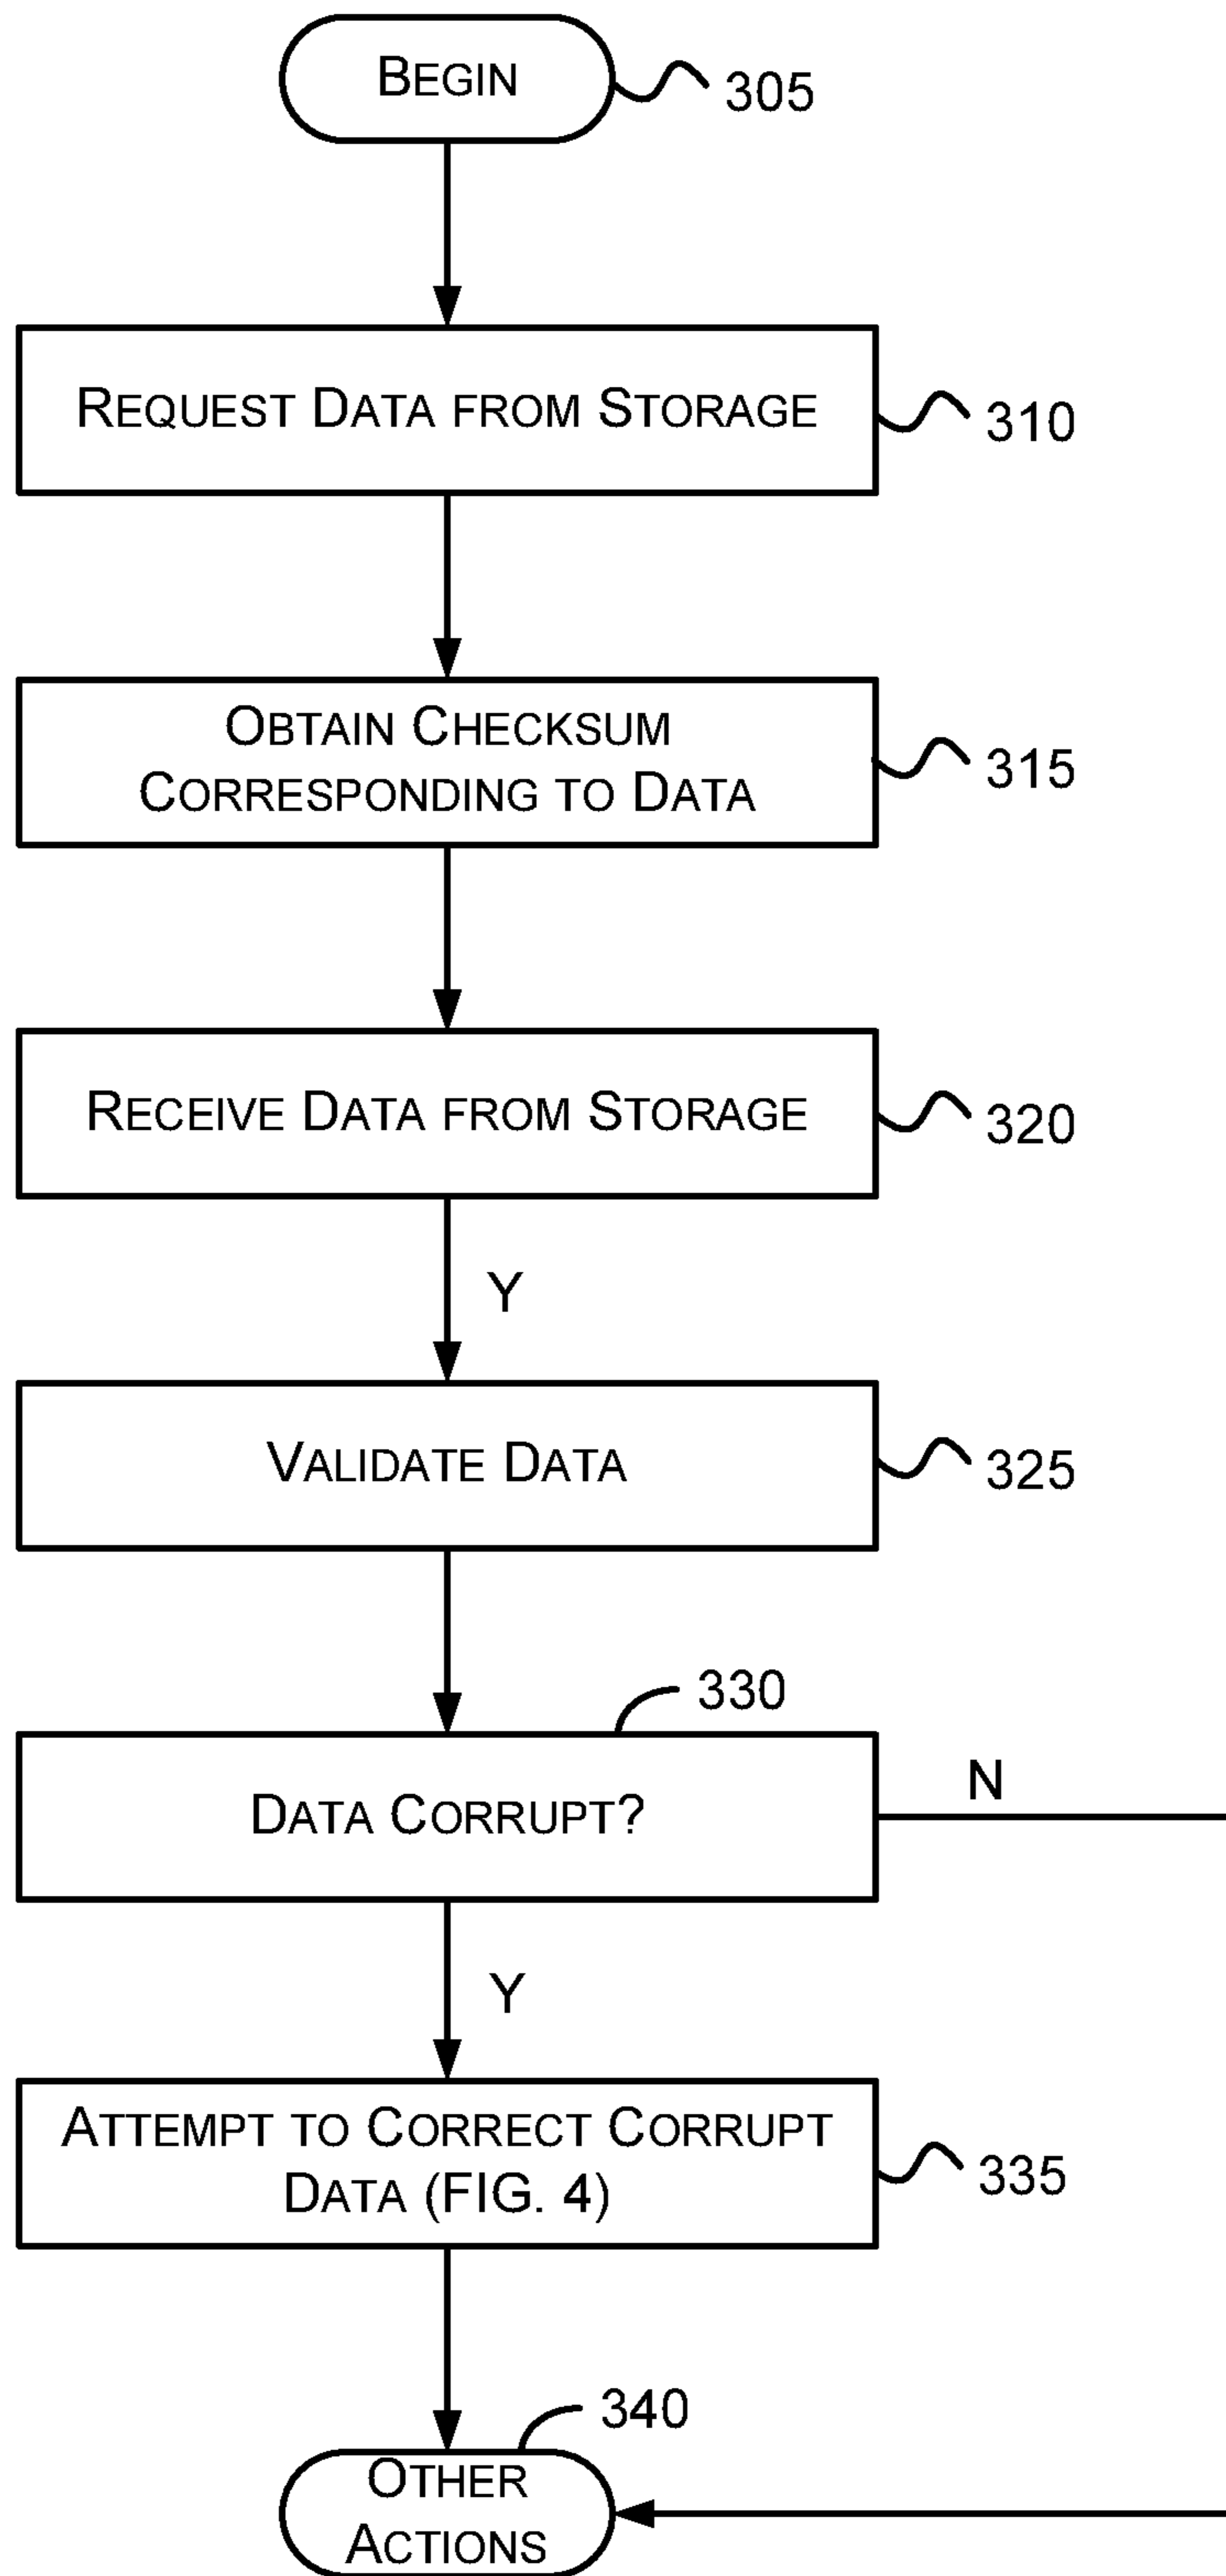 BEGIN
305
REQUEST DATA FROM STORAGE
310
OBTAIN CHECKSUM
CORRESPONDING TO DATA
315
RECEIVE DATA FROM STORAGE
320
Y
VALIDATE DATA
325
330
DATA CORRUPT?
N
Y
ATTEMPT TO CORRECT CORRUPT
DATA (FIG. 4)
335
340
OTHER
ACTIONS